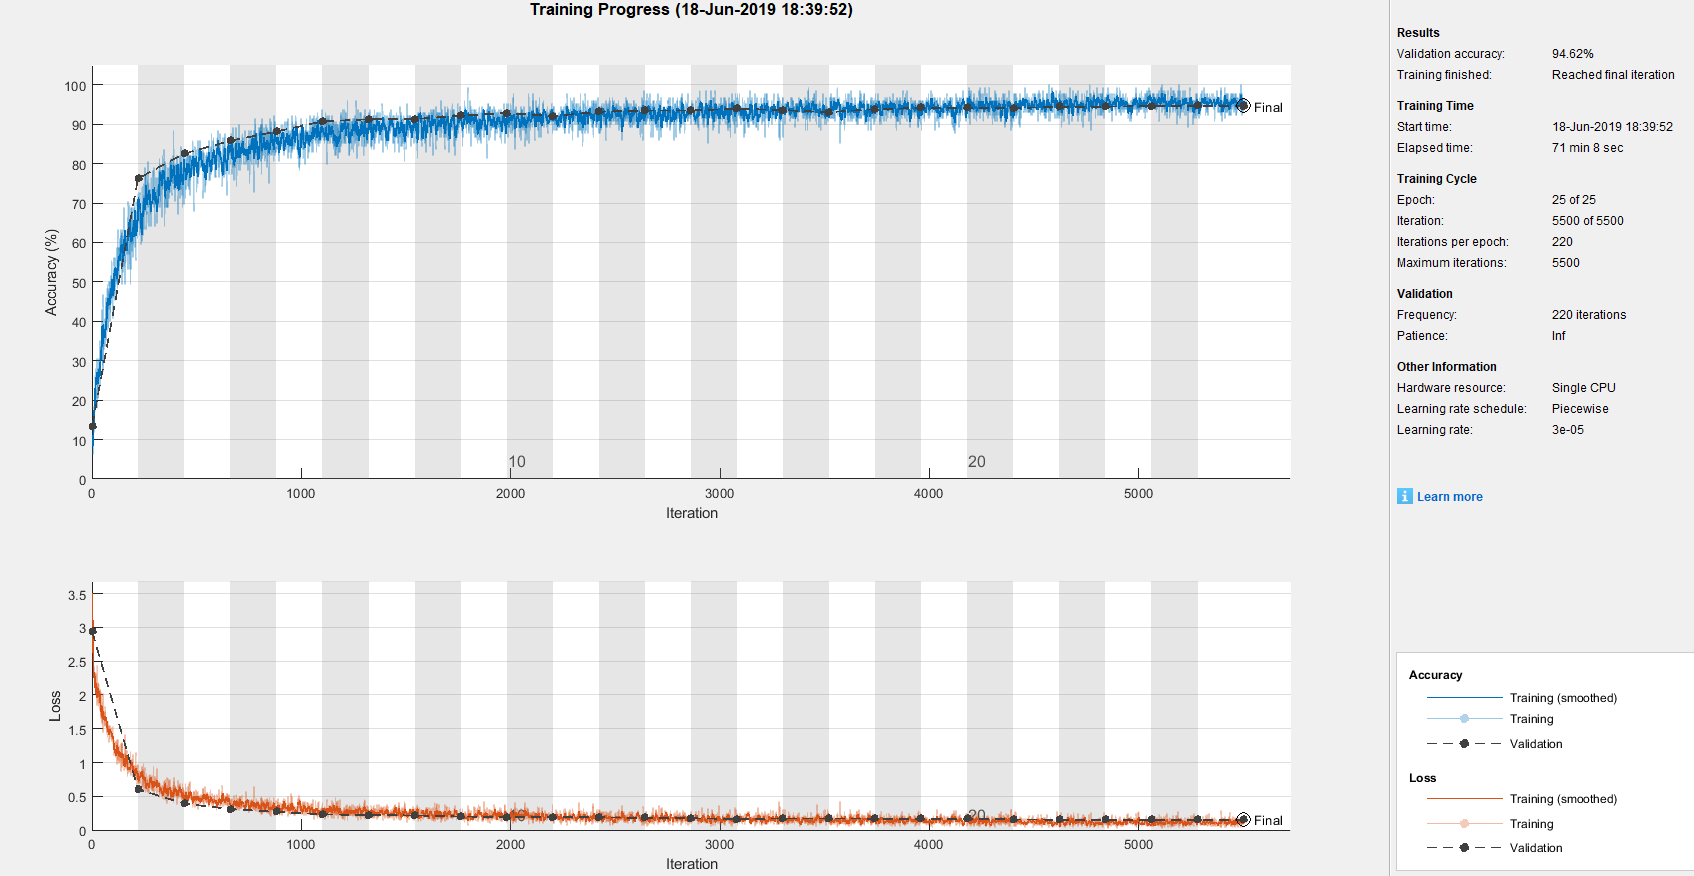 Training Progress (18-Jun-2019 18:39:52)
100
90
80
70
60
50
40
30
20
10
0
Accuracy (%)
10
20
Final
0
1000
2000
3000
4000
5000
Iteration
3.5
3
2.5
2
1.5
1
0.5
0
Loss
10
20
Final
0
1000
2000
3000
4000
5000
Iteration
Results
Validation accuracy: 94.62%
Training finished: Reached final iteration
Training Time
Start time: 18-Jun-2019 18:39:52
Elapsed time: 71 min 8 sec
Training Cycle
Epoch: 25 of 25
Iteration: 5500 of 5500
Iterations per epoch: 220
Maximum iterations: 5500
Validation
Frequency: 220 iterations
Patience: Inf
Other Information
Hardware resource: Single CPU
Learning rate schedule: Piecewise
Learning rate: 3e-05
i Learn more
Accuracy
Training (smoothed)
Training
Validation
Loss
Training (smoothed)
Training
Validation